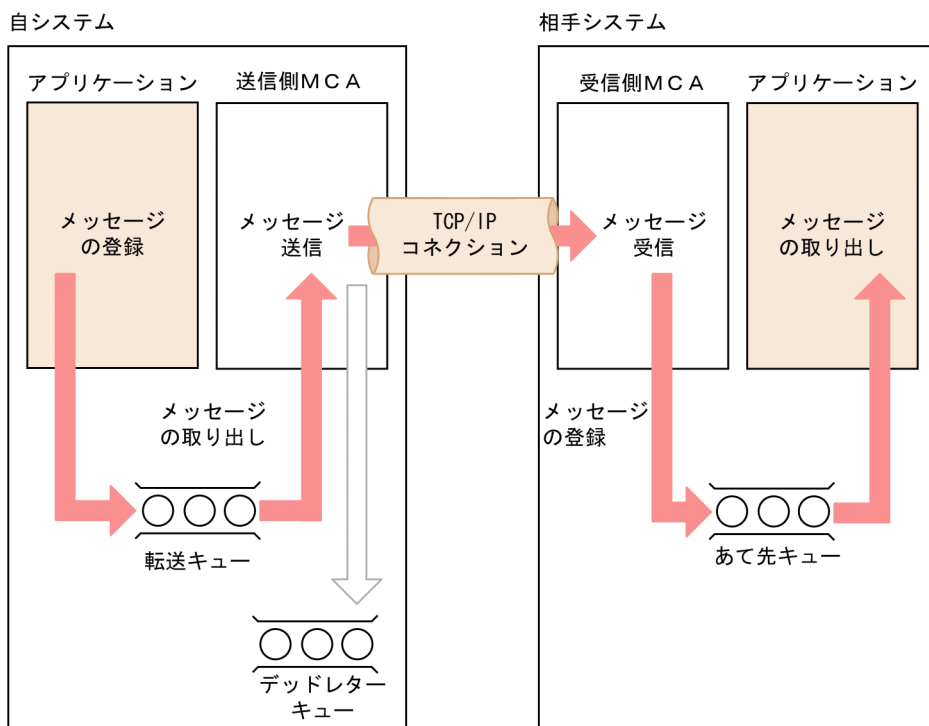 自システム
アプリケーション
送信側ＭＣＡ
メッセージ
の登録
メッセージ
送信
メッセージ
の取り出し
転送キュー
デッドレター
キュー
TCP/IP
コネクション
相手システム
受信側ＭＣＡ
アプリケーション
メッセージ
受信
メッセージ
の取り出し
メッセージ
の登録
あて先キュー